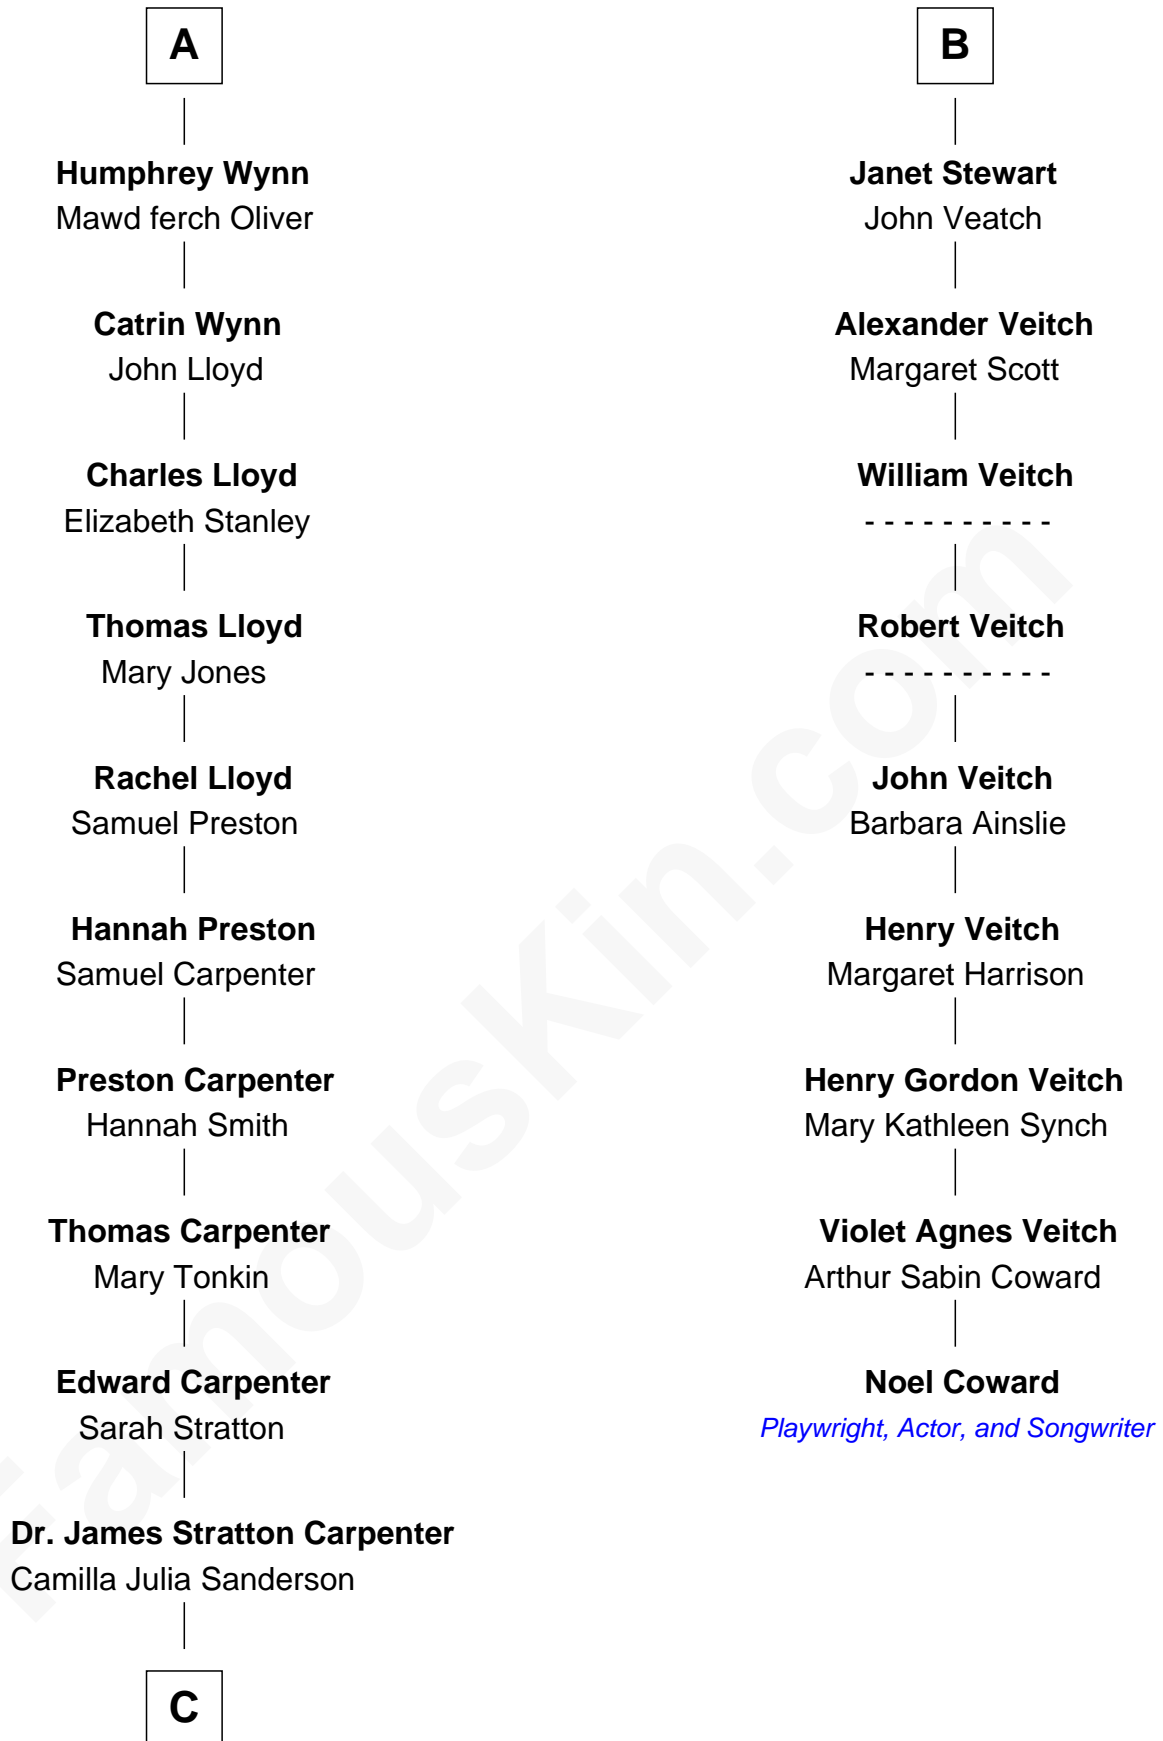 A
Humphrey Wynn
Mawd ferch Oliver
Catrin Wynn
John Lloyd
Charles Lloyd
Elizabeth Stanley
Thomas Lloyd
Mary Jones
Rachel Lloyd
Samuel Preston
Hannah Preston
Samuel Carpenter
Preston Carpenter
Hannah Smith
Thomas Carpenter
Mary Tonkin
Edward Carpenter
Sarah Stratton
Dr. James Stratton Carpenter
Camilla Julia Sanderson
C
B
Janet Stewart
John Veatch
Alexander Veitch
Margaret Scott
William Veitch
- - - - - - - - - -
Robert Veitch
- - - - - - - - - -
John Veitch
Barbara Ainslie
Henry Veitch
Margaret Harrison
Henry Gordon Veitch
Mary Kathleen Synch
Violet Agnes Veitch
Arthur Sabin Coward
Noel Coward
Playwright, Actor, and Songwriter
FamousKin.com